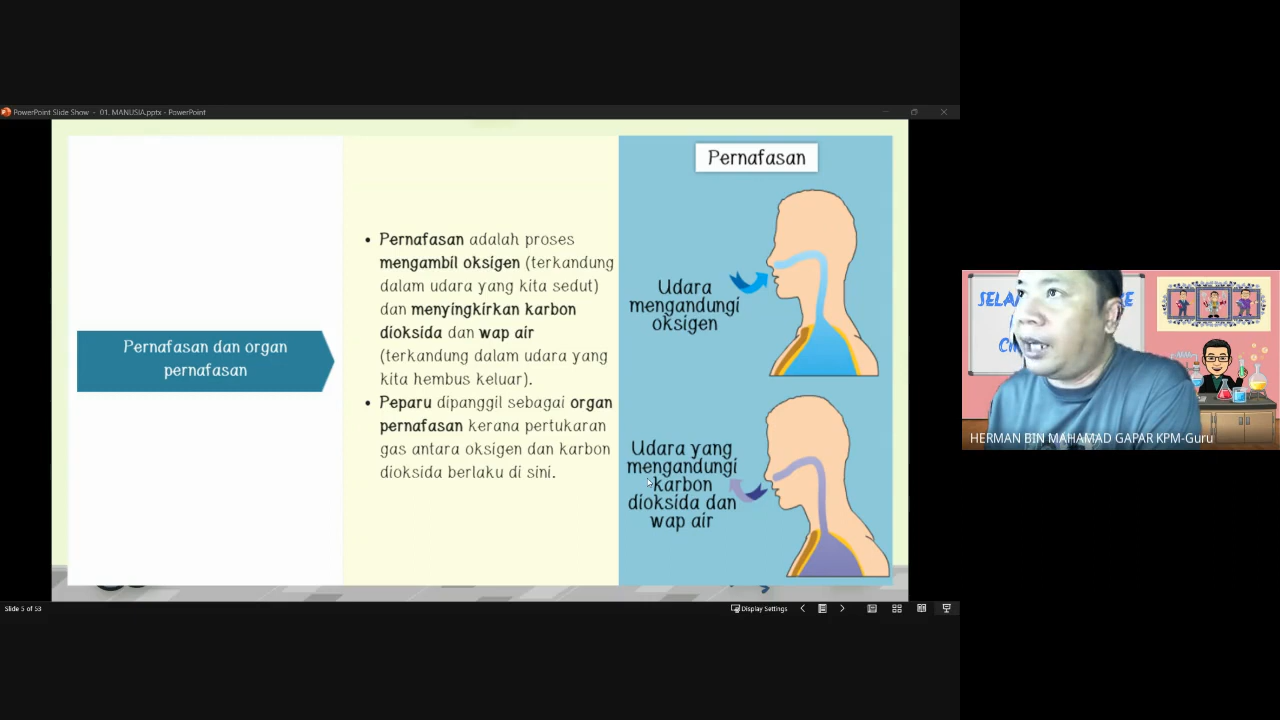 PowerPoint Slide Show - 01. MANUSIA.pptx - PowerPoint
Pernafasan dan organ
pernafasan
• Pernafasan adalah proses
mengambil oksigen (terkandung
dalam udara yang kita sedut)
dan menyingkirkan karbon
dioksida dan wap air
(terkandung dalam udara yang
kita hembus keluar).
• Peparu dipanggil sebagai organ
pernafasan kerana pertukaran
gas antara oksigen dan karbon
dioksida berlaku di sini.
Pernafasan
Udara
mengandungi
oksigen
Udara yang
mengandungi
karbon
dioksida dan
wap air
Slide 5 of 53
Display Settings
HERMAN BIN MAHAMAD GAPAR KPM-Guru